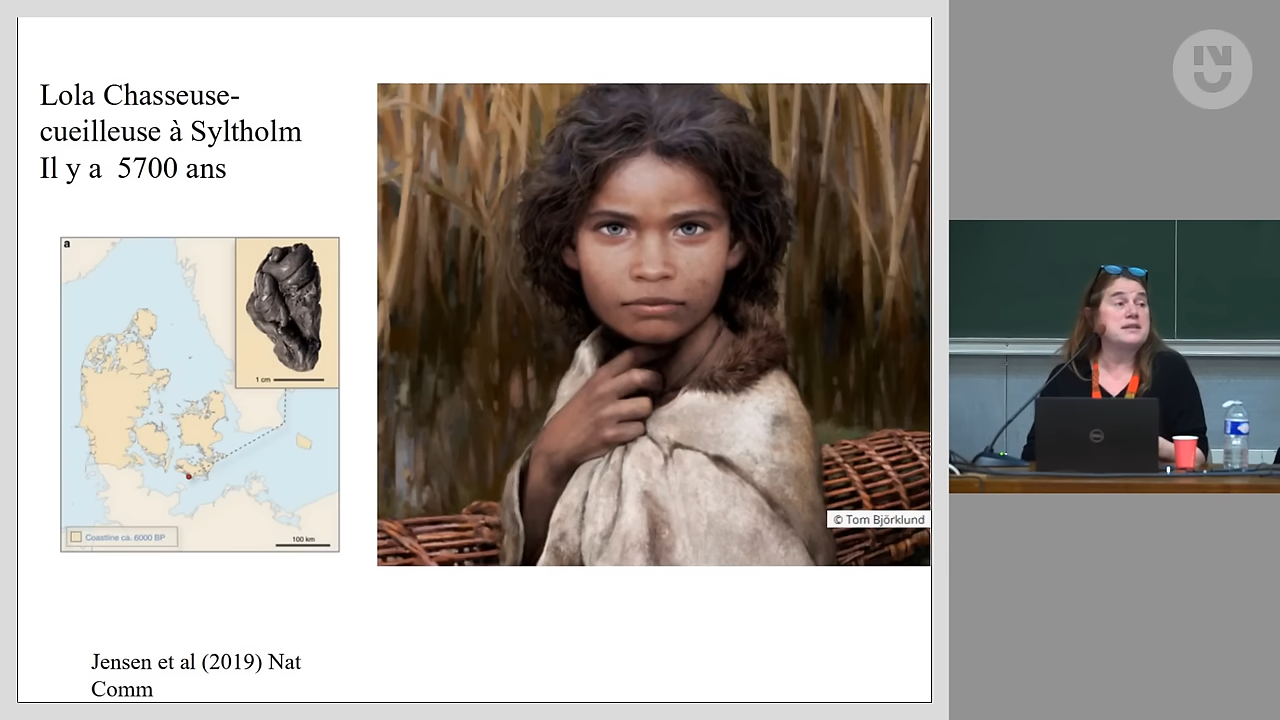 Lola Chasseuse-
cueilleuse à Syltholm
Il y a 5700 ans
a
1 cm
Coastline ca. 6000 BP
100 km
© Tom Björklund
Jensen et al (2019) Nat
Comm
DELL